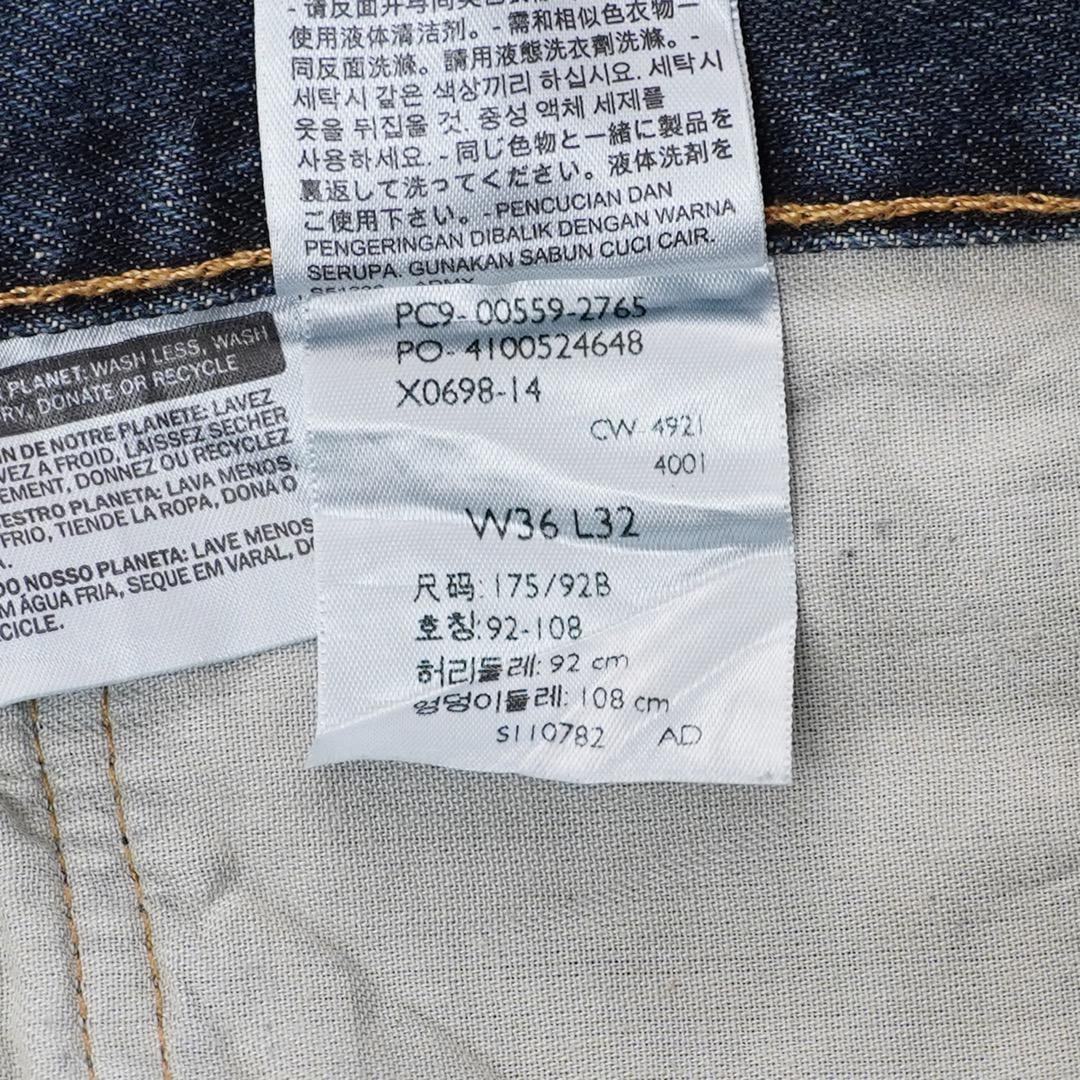 使用液体清洁剂。- 需和相似色衣物一
同反面洗滌。請用液態洗衣劑洗滌。-
세탁시 같은 색상끼리 하십시요. 세탁시
옷을 뒤집을 것. 중성 액체 세제를
사용하세요. - 同じ色物と一緒に製品を
裏返して洗ってください。液体洗剤を
ご使用下さい。- PENCUCIAN DAN
PENGERINGAN DIBALIK DENGAN WARNA
SERUPA. GUNAKAN SABUN CUCI CAIR.
PC9- 00559-2765
PO- 4100524648
X0698-14
CW 4921
4001
W36 L32
尺码: 175/92B
호칭: 92-108
허리둘레: 92 cm
엉덩이둘레: 108 cm
S110782 AD
PLANET: WASH LESS, WASH
RY, DONATE OR RECYCLE
IN DE NOTRE PLANETE: LAVEZ
VEZ A FROID, LAISSEZ SECHER
EMENT, DONNEZ OU RECYCLEZ
ESTRO PLANETA: LAVA MENOS,
FRIO, TIENDE LA ROPA, DONA O
DO NOSSO PLANETA: LAVE MENOS
M ÁGUA FRIA, SEQUE EM VARAL, DO
CICLE.